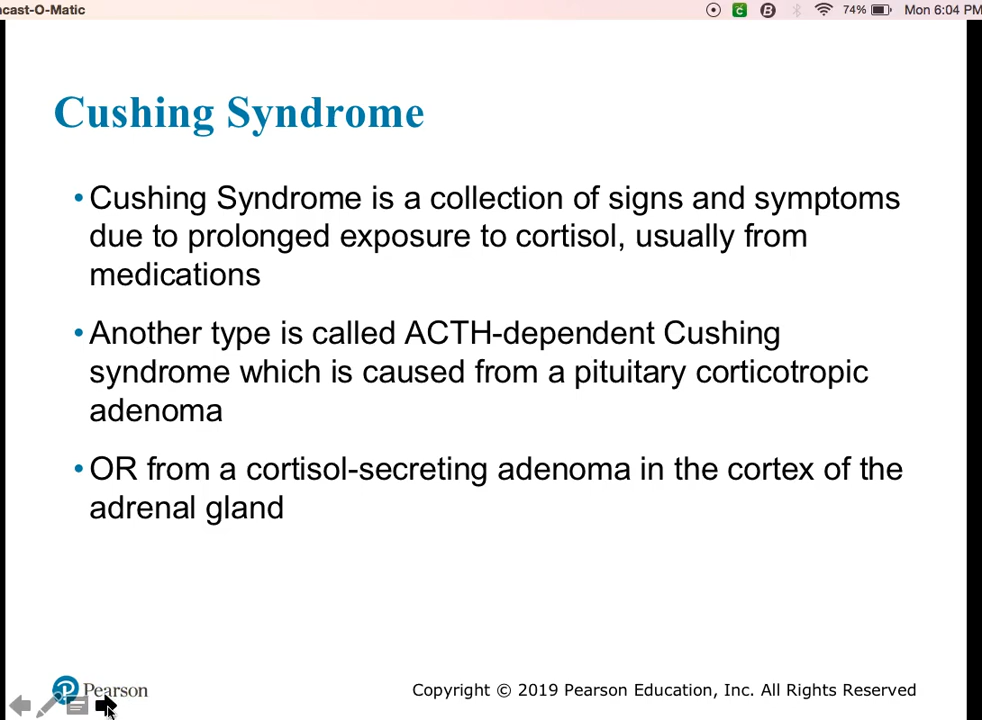 ncast-O-Matic
74%
Mon 6:04 PM
Cushing Syndrome
•Cushing Syndrome is a collection of signs and symptoms
due to prolonged exposure to cortisol, usually from
medications
•Another type is called ACTH-dependent Cushing
syndrome which is caused from a pituitary corticotropic
adenoma
•OR from a cortisol-secreting adenoma in the cortex of the
adrenal gland
Pearson
Copyright © 2019 Pearson Education, Inc. All Rights Reserved